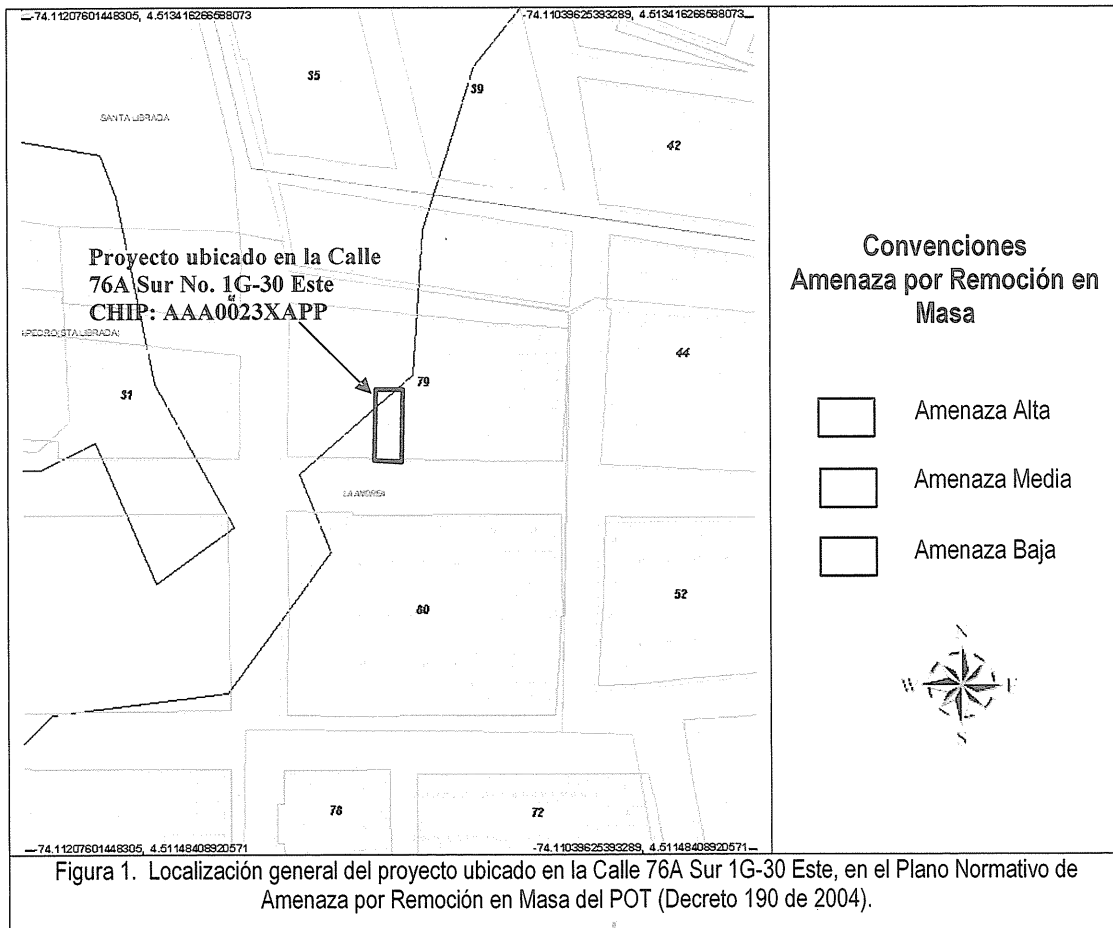 -74.11207601448305, 4.513416266588073
-74.11039625393289, 4.513416266588073
35
39
SANTA LIBRADA
42
Proyecto ubicado en la Calle
76A Sur No. 1G-30 Este
CHIP: AAA0023XAPP
44
31
79
LA ANDREA
80
52
78
72
-74.11207601448305, 4.51148408920571
-74.11039625393289, 4.51148408920571
Convenciones
Amenaza por Remoción en
Masa
Amenaza Alta
Amenaza Media
Amenaza Baja
N
W E
S
Figura 1. Localización general del proyecto ubicado en la Calle 76A Sur 1G-30 Este, en el Plano Normativo de
Amenaza por Remoción en Masa del POT (Decreto 190 de 2004).